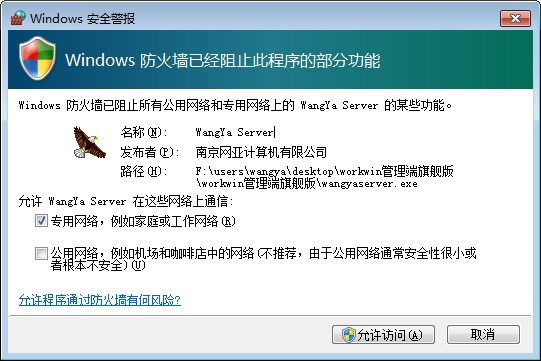 Windows 安全警报
Windows 防火墙已经阻止此程序的部分功能
Windows 防火墙已阻止所有公用网络和专用网络上的 WangYa Server 的某些功能。
名称(N): WangYa Server
发布者(P): 南京网亚计算机有限公司
路径(H): F:\users\wangya\desktop\workwin管理端旗舰版
\workwin管理端旗舰版\wangyaserver.exe
允许 WangYa Server 在这些网络上通信:
专用网络，例如家庭或工作网络(R)
公用网络，例如机场和咖啡店中的网络(不推荐，由于公用网络通常安全性很小或
者根本不安全)(U)
允许程序通过防火墙有何风险?
允许访问(A) 取消